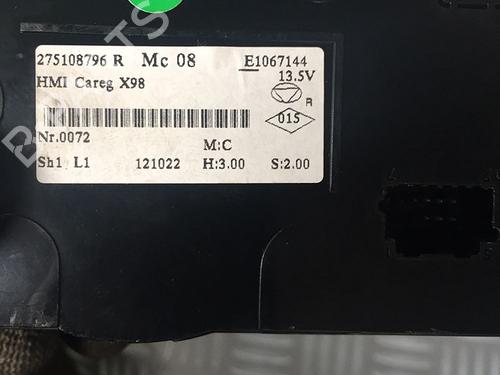 275108796 R Mc 08 E1067144
HMI Careg X98 13.5V
R
015
Nr.0072
M:C
Sh1 L1 121022 H:3.00 S:2.00